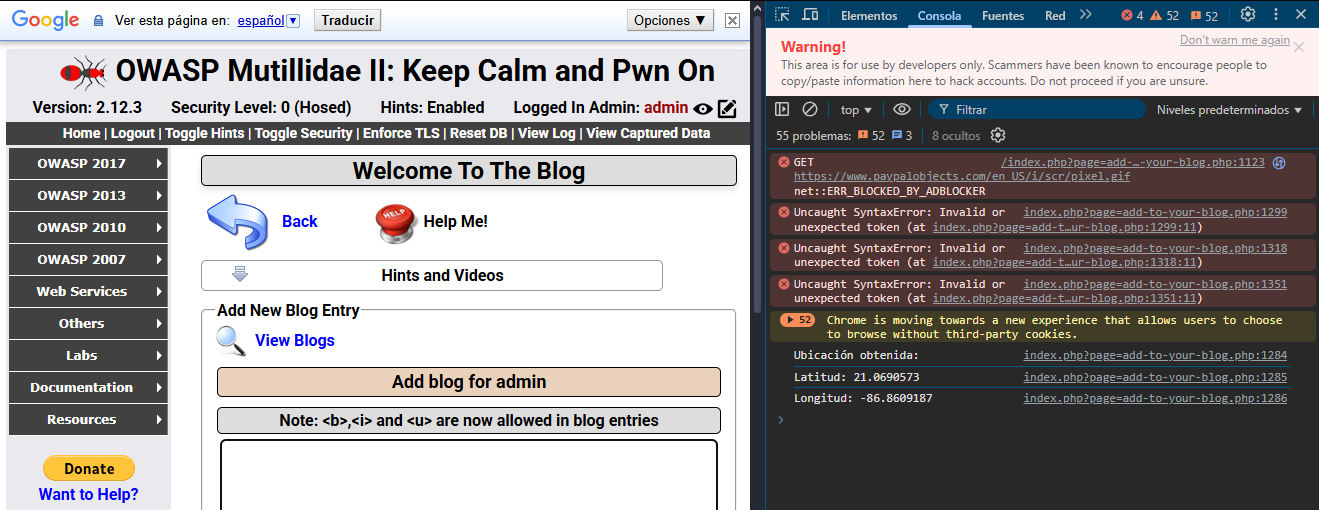 Google Ver esta página en: español ▼ Traducir Opciones ▼
OWASP Mutillidae II: Keep Calm and Pwn On
Version: 2.12.3 Security Level: 0 (Hosed) Hints: Enabled Logged In Admin: admin
Home | Logout | Toggle Hints | Toggle Security | Enforce TLS | Reset DB | View Log | View Captured Data
OWASP 2017
OWASP 2013
OWASP 2010
OWASP 2007
Web Services
Others
Labs
Documentation
Resources
Donate
Want to Help?
Welcome To The Blog
Back
HELP
Help Me!
Hints and Videos
Add New Blog Entry
View Blogs
Add blog for admin
Note: <b>,<i> and <u> are now allowed in blog entries
Elementos Consola Fuentes Red 4 52 52
Don't warn me again
Warning!
This area is for use by developers only. Scammers have been known to encourage people to
copy/paste information here to hack accounts. Do not proceed if you are unsure.
top ▼ Filtrar Niveles predeterminados ▼
55 problemas: 52 3 8 ocultos
GET /index.php?page=add-…-your-blog.php:1123
https://www.paypalobjects.com/en_US/i/scr/pixel.gif
net::ERR_BLOCKED_BY_ADBLOCKER
Uncaught SyntaxError: Invalid or index.php?page=add-to-your-blog.php:1299
unexpected token (at index.php?page=add-t…ur-blog.php:1299:11)
Uncaught SyntaxError: Invalid or index.php?page=add-to-your-blog.php:1318
unexpected token (at index.php?page=add-t…ur-blog.php:1318:11)
Uncaught SyntaxError: Invalid or index.php?page=add-to-your-blog.php:1351
unexpected token (at index.php?page=add-t…ur-blog.php:1351:11)
52 Chrome is moving towards a new experience that allows users to choose
to browse without third-party cookies.
Ubicación obtenida: index.php?page=add-to-your-blog.php:1284
Latitud: 21.0690573 index.php?page=add-to-your-blog.php:1285
Longitud: -86.8609187 index.php?page=add-to-your-blog.php:1286